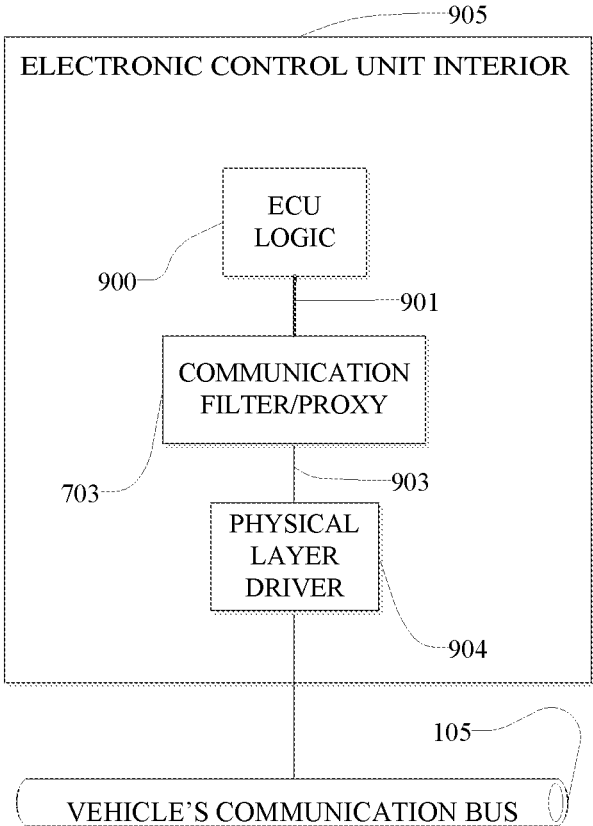 905
ELECTRONIC CONTROL UNIT INTERIOR
ECU
LOGIC
900
901
COMMUNICATION
FILTER/PROXY
703
903
PHYSICAL
LAYER
DRIVER
904
105
VEHICLE'S COMMUNICATION BUS